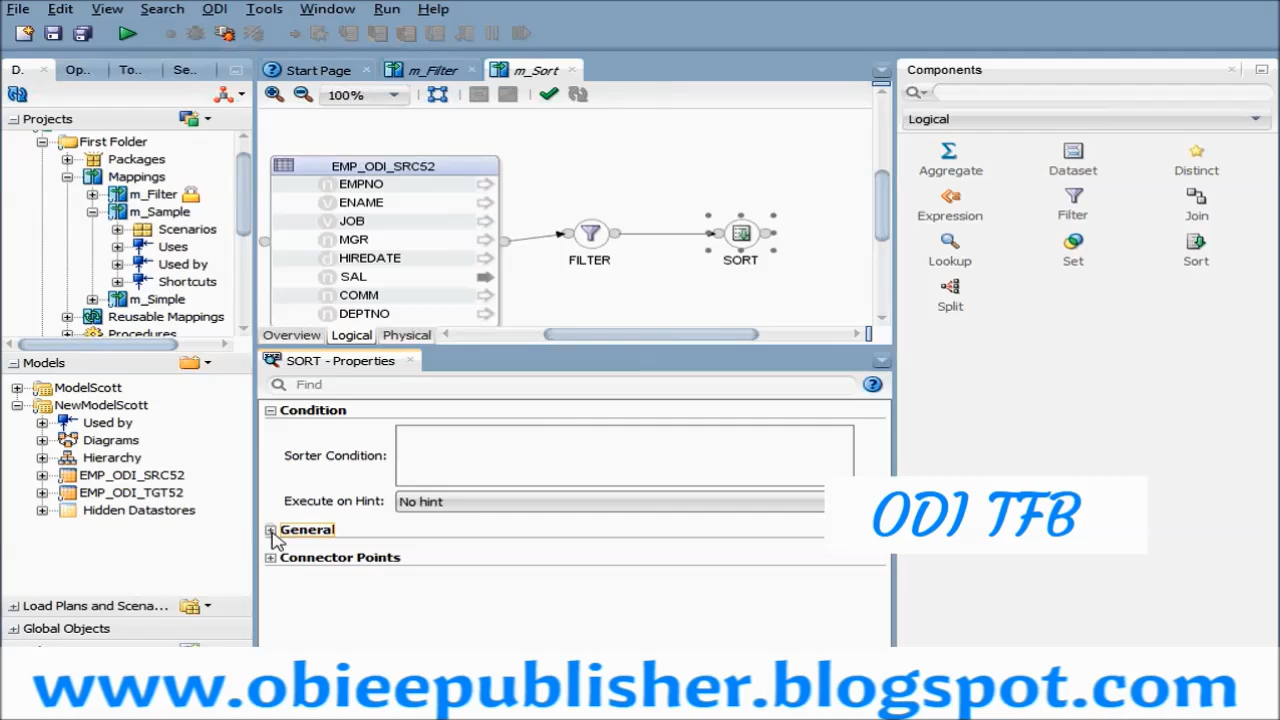 File Edit View Search ODI Tools Window Run Help
D. Op.. To.. Se..
Start Page m_Filter m_Sort
Components
100%
Projects
Logical
First Folder
Packages
Mappings
m_Filter
m_Sample
Scenarios
Uses
Used by
Shortcuts
m_Simple
Reusable Mappings
Procedures
EMP_ODI_SRC52
EMPNO
ENAME
JOB
MGR
HIREDATE
SAL
COMM
DEPTNO
FILTER
SORT
Aggregate Dataset Distinct
Expression Filter Join
Lookup Set Sort
Split
Overview Logical Physical
Models
ModelScott
NewModelScott
Used by
Diagrams
Hierarchy
EMP_ODI_SRC52
EMP_ODI_TGT52
Hidden Datastores
Load Plans and Scena...
Global Objects
SORT - Properties
Find
Condition
Sorter Condition:
Execute on Hint: No hint
General
Connector Points
ODI TFB
www.obieepublisher.blogspot.com